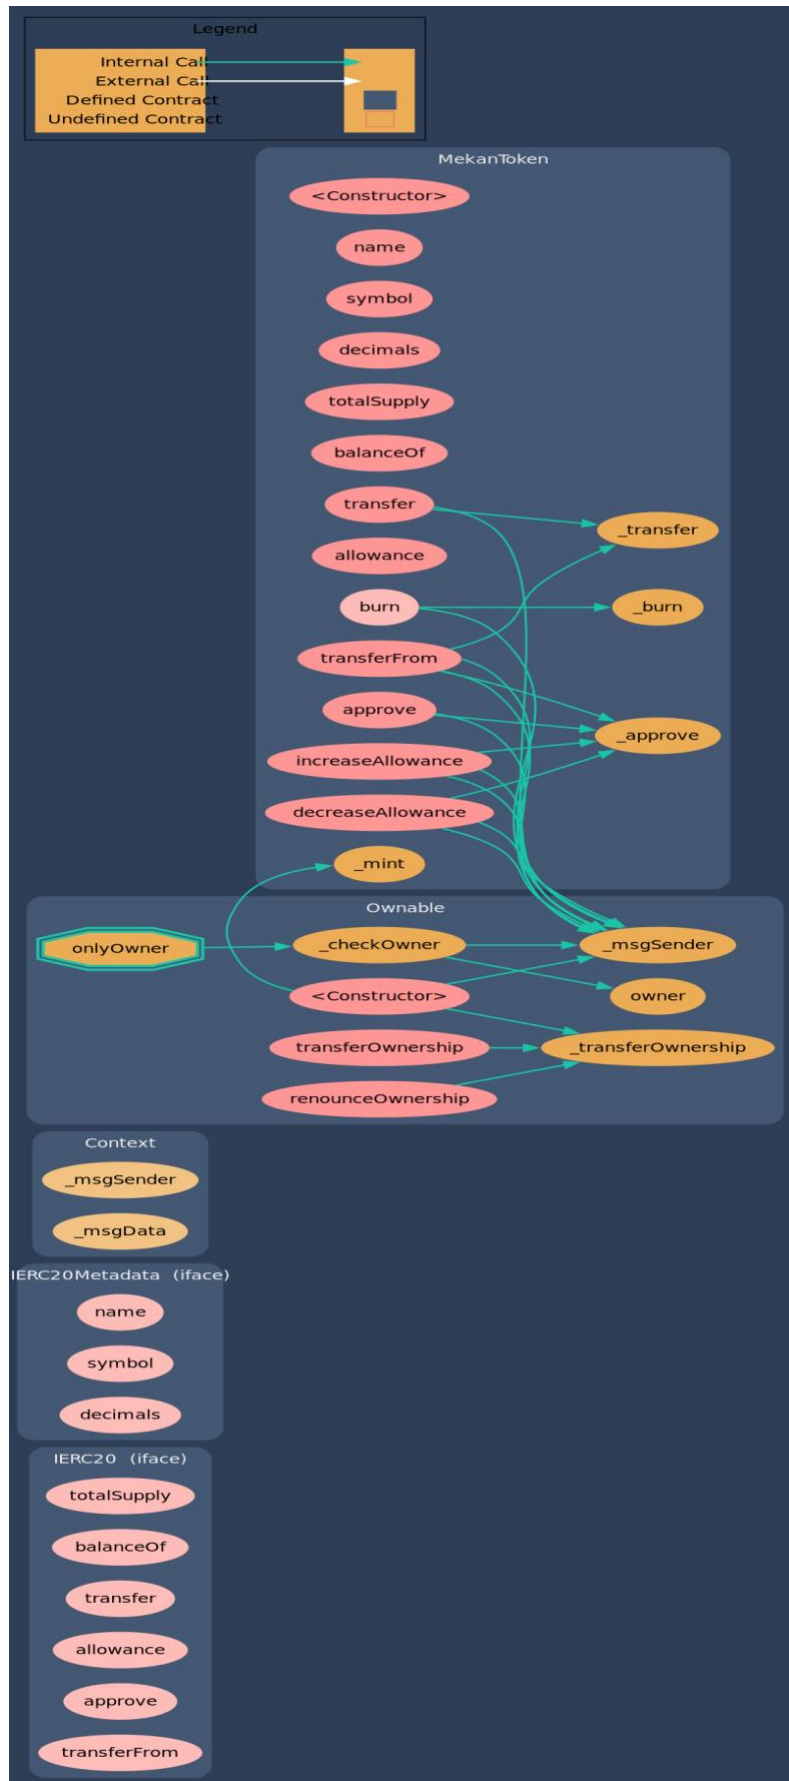 Legend
Internal Call
External Call
Defined Contract
Undefined Contract
MekanToken
<Constructor>
name
symbol
decimals
totalSupply
balanceOf
transfer
_transfer
allowance
burn
_burn
transferFrom
approve
_approve
increaseAllowance
decreaseAllowance
_mint
Ownable
onlyOwner
_checkOwner
_msgSender
<Constructor>
owner
transferOwnership
_transferOwnership
renounceOwnership
Context
_msgSender
_msgData
IERC20Metadata (iface)
name
symbol
decimals
IERC20 (iface)
totalSupply
balanceOf
transfer
allowance
approve
transferFrom